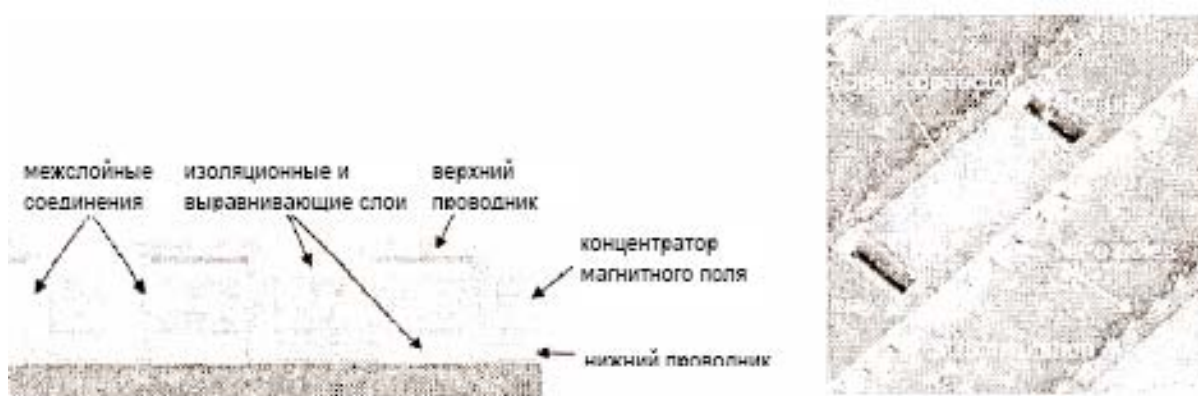 межслойные
соединения
изоляционные и
выравнивающие слои
верхний
проводник
концентратор
магнитного поля
нижний проводник